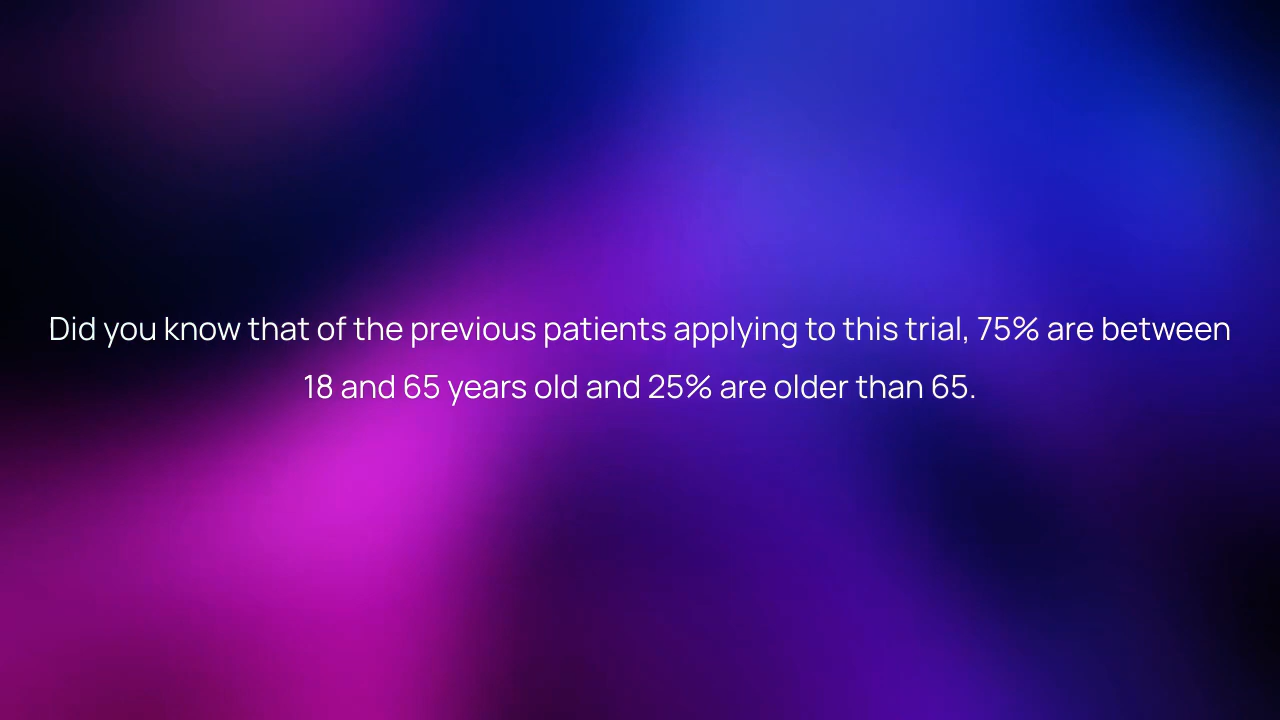 Did you know that of the previous patients applying to this trial, 75% are between
18 and 65 years old and 25% are older than 65.